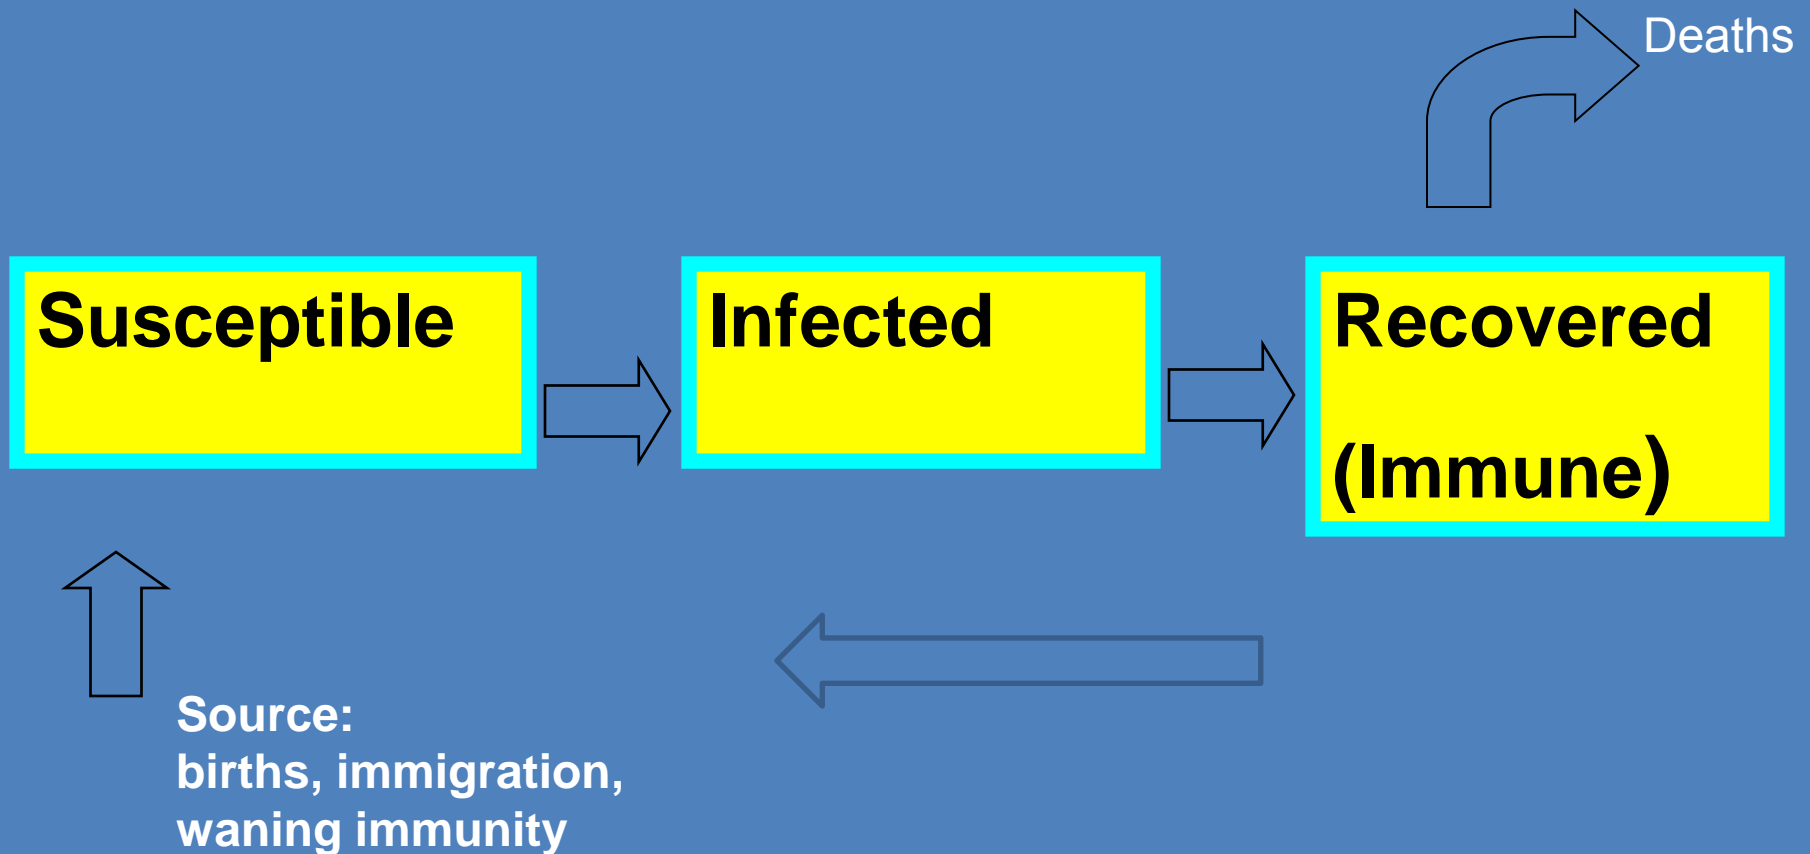 Deaths
Susceptible
Infected
Recovered
(Immune)
Source:
births, immigration,
waning immunity